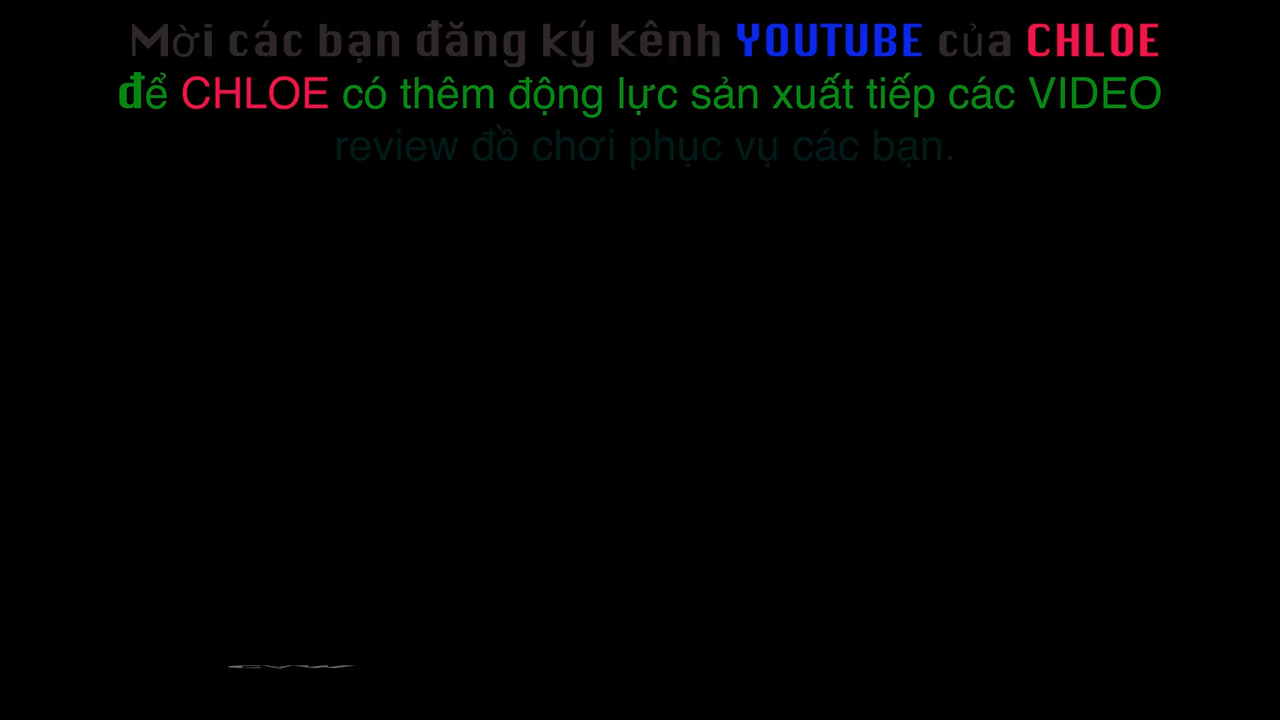 Mời các bạn đăng ký kênh YOUTUBE của CHLOE
để CHLOE có thêm động lực sản xuất tiếp các VIDEO
review đồ chơi phục vụ các bạn.